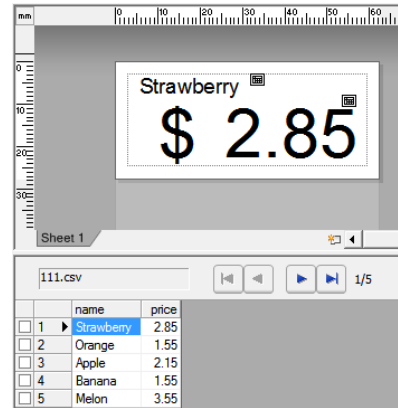 mm 0 10 20 30 40 50 60
0
10
20
30
Strawberry
$ 2.85
Sheet 1
111.csv 1/5
name price
1 Strawberry 2.85
2 Orange 1.55
3 Apple 2.15
4 Banana 1.55
5 Melon 3.55